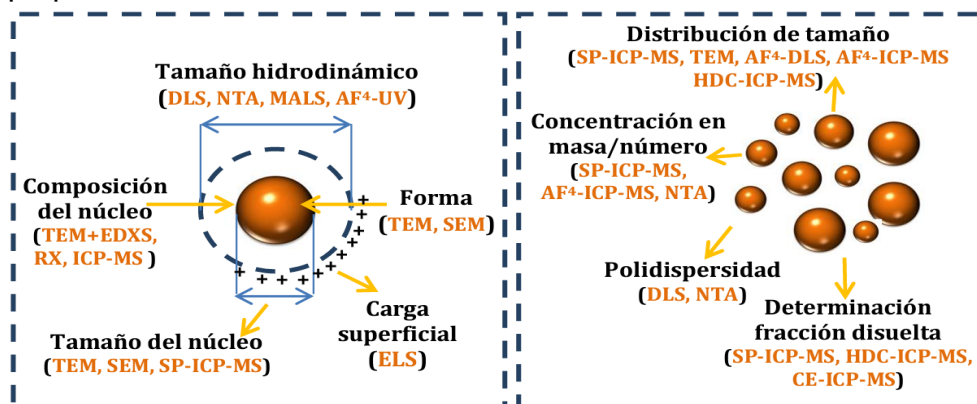 Tamaño hidrodinámico
(DLS, NTA, MALS, AF⁴-UV)
Composición
del núcleo
(TEM+EDXS,
RX, ICP-MS )
Forma
(TEM, SEM)
+ + + + + + + + + + + +
Carga
superficial
(ELS)
Tamaño del núcleo
(TEM, SEM, SP-ICP-MS)
Distribución de tamaño
(SP-ICP-MS, TEM, AF⁴-DLS, AF⁴-ICP-MS
HDC-ICP-MS)
Concentración en
masa/número
(SP-ICP-MS,
AF⁴-ICP-MS, NTA)
Polidispersidad
(DLS, NTA)
Determinación
fracción disuelta
(SP-ICP-MS, HDC-ICP-MS,
CE-ICP-MS)